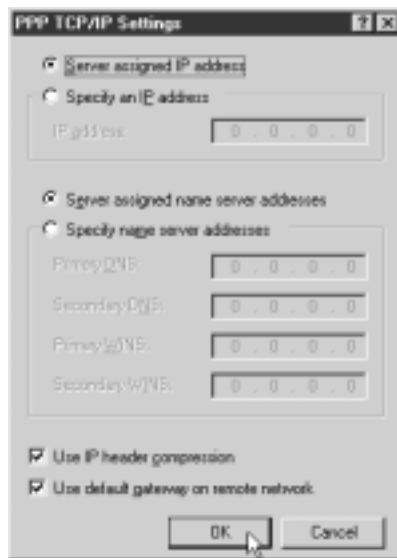 PPP TCP/IP Settings
Server assigned IP address
Specify an IP address
IP address:
0 . 0 . 0 . 0
Server assigned name server addresses
Specify name server addresses
Primary DNS:
0 . 0 . 0 . 0
Secondary DNS:
0 . 0 . 0 . 0
Primary WINS:
0 . 0 . 0 . 0
Secondary WINS:
0 . 0 . 0 . 0
Use IP header compression
Use default gateway on remote network
OK
Cancel